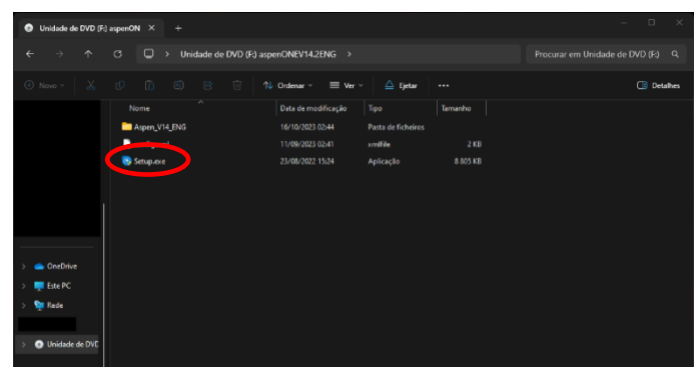 Unidade de DVD (F:) aspenON
Unidade de DVD (F:) aspenONEV14.2ENG
Procurar em Unidade de DVD (F:)
Novo
Ordenar
Ver
Ejetar
Detalhes
Nome Data de modificação Tipo Tamanho
Aspen_V14_ENG 16/10/2023 02:44 Pasta de ficheiros
11/09/2023 02:41 xmlfile 2 KB
Setup.exe 23/08/2022 15:24 Aplicação 8 805 KB
OneDrive
Este PC
Rede
Unidade de DVD